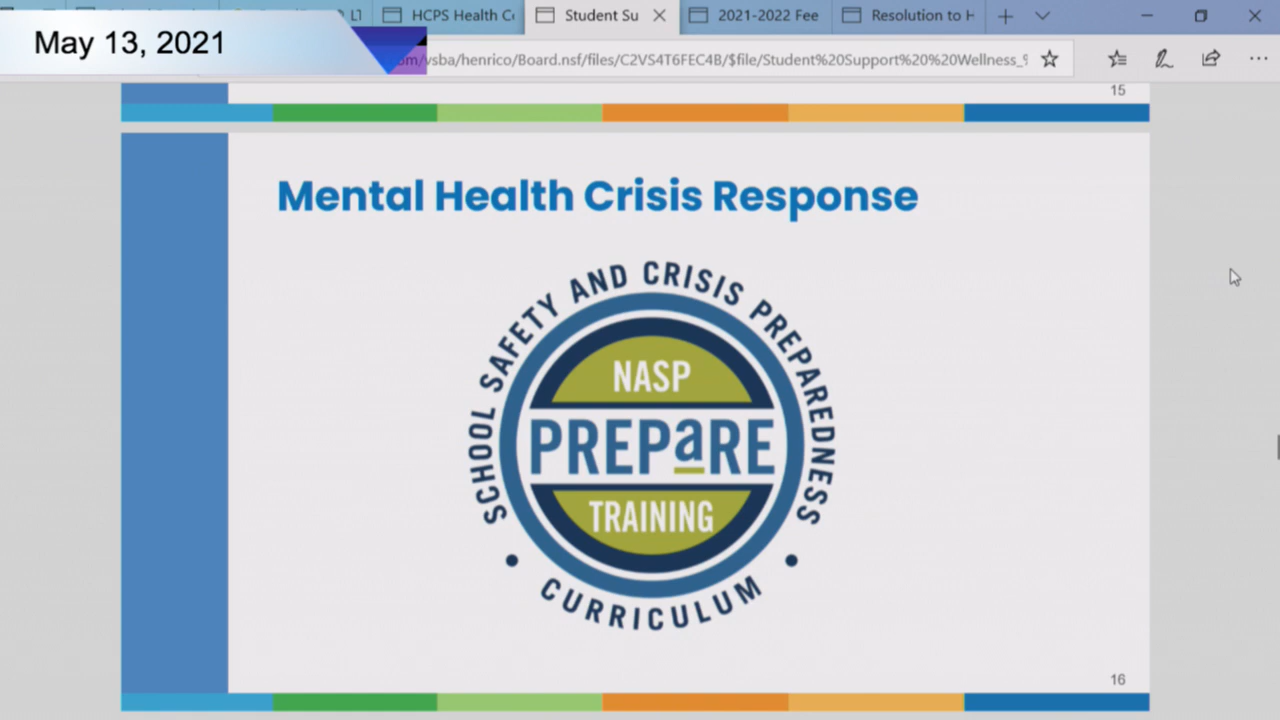 HCPS Health C
Student Su
2021-2022 Fee
Resolution to H
May 13, 2021
om/vsba/henrico/Board.nsf/files/C2VS4T6FEC4B/$file/Student%20Support%20%20Wellness_%
15
Mental Health Crisis Response
SCHOOL SAFETY AND CRISIS PREPAREDNESS
NASP
PREPaRE
TRAINING
• CURRICULUM •
16